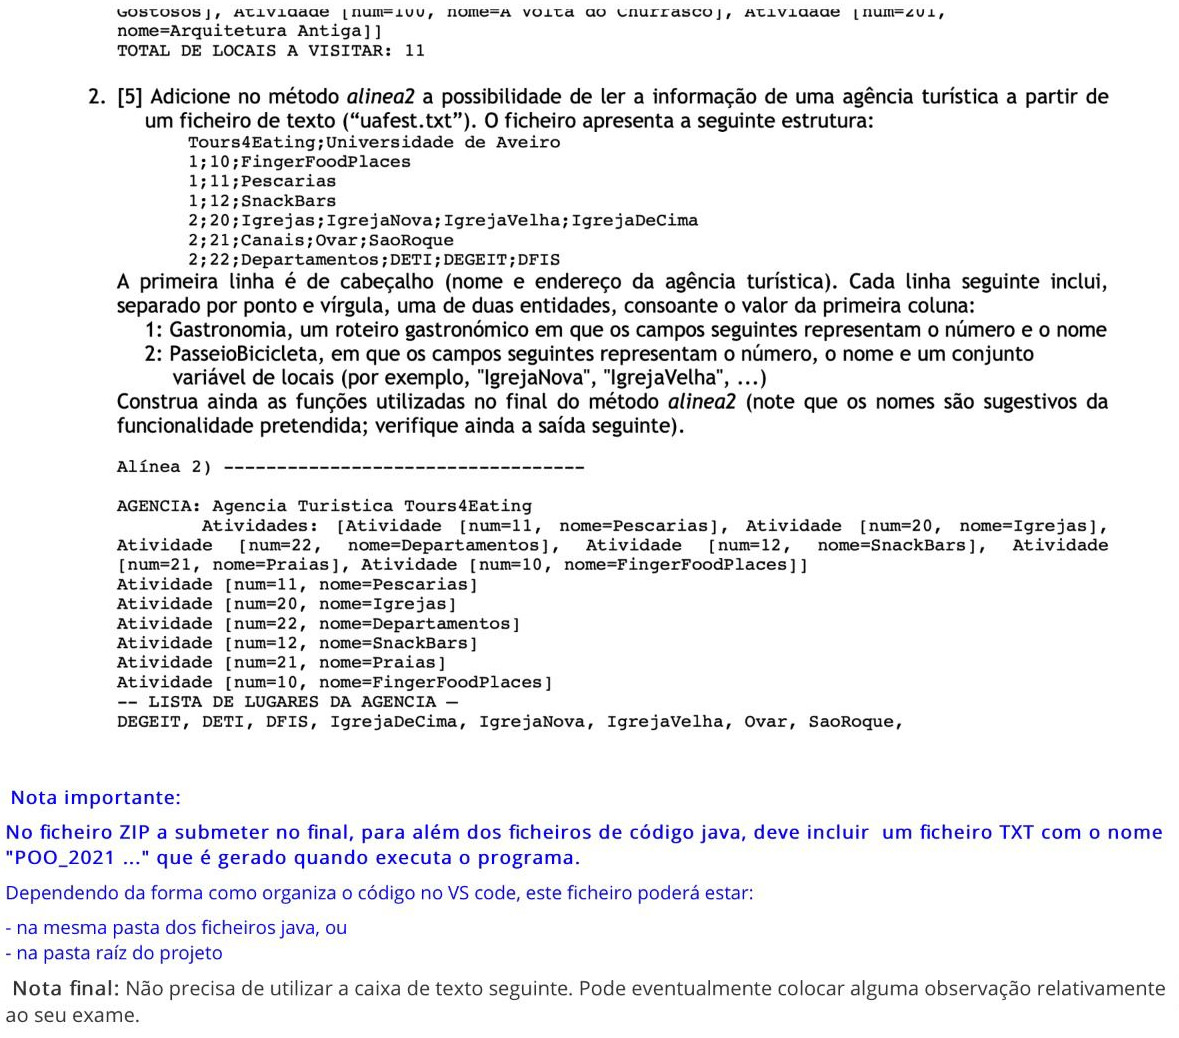 Gostosos], Atividade [num=100, nome=A Volta do Churrasco], Atividade [num=201,
nome=Arquitetura Antiga]]
TOTAL DE LOCAIS A VISITAR: 11
2. [5] Adicione no método alinea2 a possibilidade de ler a informação de uma agência turística a partir de
um ficheiro de texto (“uafest.txt”). O ficheiro apresenta a seguinte estrutura:
Tours4Eating;Universidade de Aveiro
1;10;FingerFoodPlaces
1;11;Pescarias
1;12;SnackBars
2;20;Igrejas;IgrejaNova;IgrejaVelha;IgrejaDeCima
2;21;Canais;Ovar;SaoRoque
2;22;Departamentos;DETI;DEGEIT;DFIS
A primeira linha é de cabeçalho (nome e endereço da agência turística). Cada linha seguinte inclui,
separado por ponto e vírgula, uma de duas entidades, consoante o valor da primeira coluna:
1: Gastronomia, um roteiro gastronómico em que os campos seguintes representam o número e o nome
2: PasseioBicicleta, em que os campos seguintes representam o número, o nome e um conjunto
variável de locais (por exemplo, "IgrejaNova", "IgrejaVelha", ...)
Construa ainda as funções utilizadas no final do método alinea2 (note que os nomes são sugestivos da
funcionalidade pretendida; verifique ainda a saída seguinte).
Alínea 2) ----------------------------------
AGENCIA: Agencia Turistica Tours4Eating
Atividades: [Atividade [num=11, nome=Pescarias], Atividade [num=20, nome=Igrejas],
Atividade [num=22, nome=Departamentos], Atividade [num=12, nome=SnackBars], Atividade
[num=21, nome=Praias], Atividade [num=10, nome=FingerFoodPlaces]]
Atividade [num=11, nome=Pescarias]
Atividade [num=20, nome=Igrejas]
Atividade [num=22, nome=Departamentos]
Atividade [num=12, nome=SnackBars]
Atividade [num=21, nome=Praias]
Atividade [num=10, nome=FingerFoodPlaces]
-- LISTA DE LUGARES DA AGENCIA —
DEGEIT, DETI, DFIS, IgrejaDeCima, IgrejaNova, IgrejaVelha, Ovar, SaoRoque,
Nota importante:
No ficheiro ZIP a submeter no final, para além dos ficheiros de código java, deve incluir um ficheiro TXT com o nome
"POO_2021 ..." que é gerado quando executa o programa.
Dependendo da forma como organiza o código no VS code, este ficheiro poderá estar:
- na mesma pasta dos ficheiros java, ou
- na pasta raíz do projeto
Nota final: Não precisa de utilizar a caixa de texto seguinte. Pode eventualmente colocar alguma observação relativamente
ao seu exame.